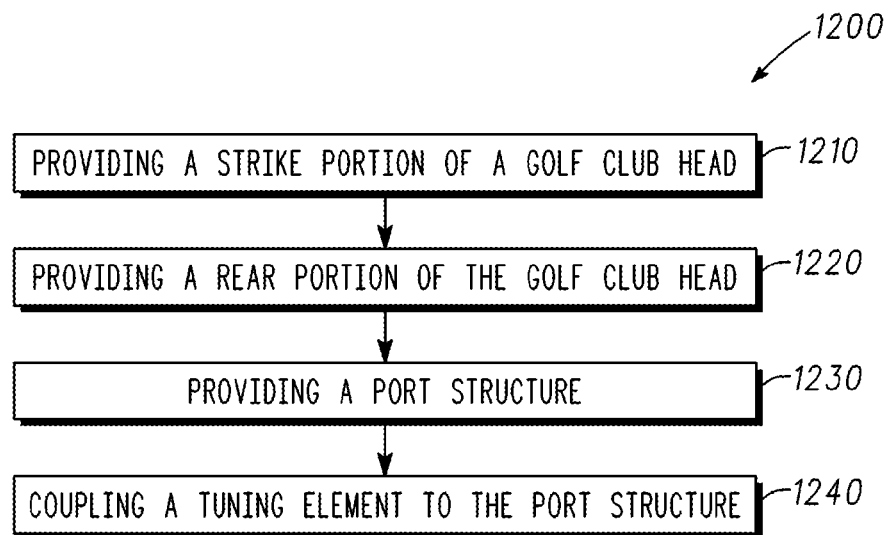 1200
PROVIDING A STRIKE PORTION OF A GOLF CLUB HEAD 1210
PROVIDING A REAR PORTION OF THE GOLF CLUB HEAD 1220
PROVIDING A PORT STRUCTURE 1230
COUPLING A TUNING ELEMENT TO THE PORT STRUCTURE 1240